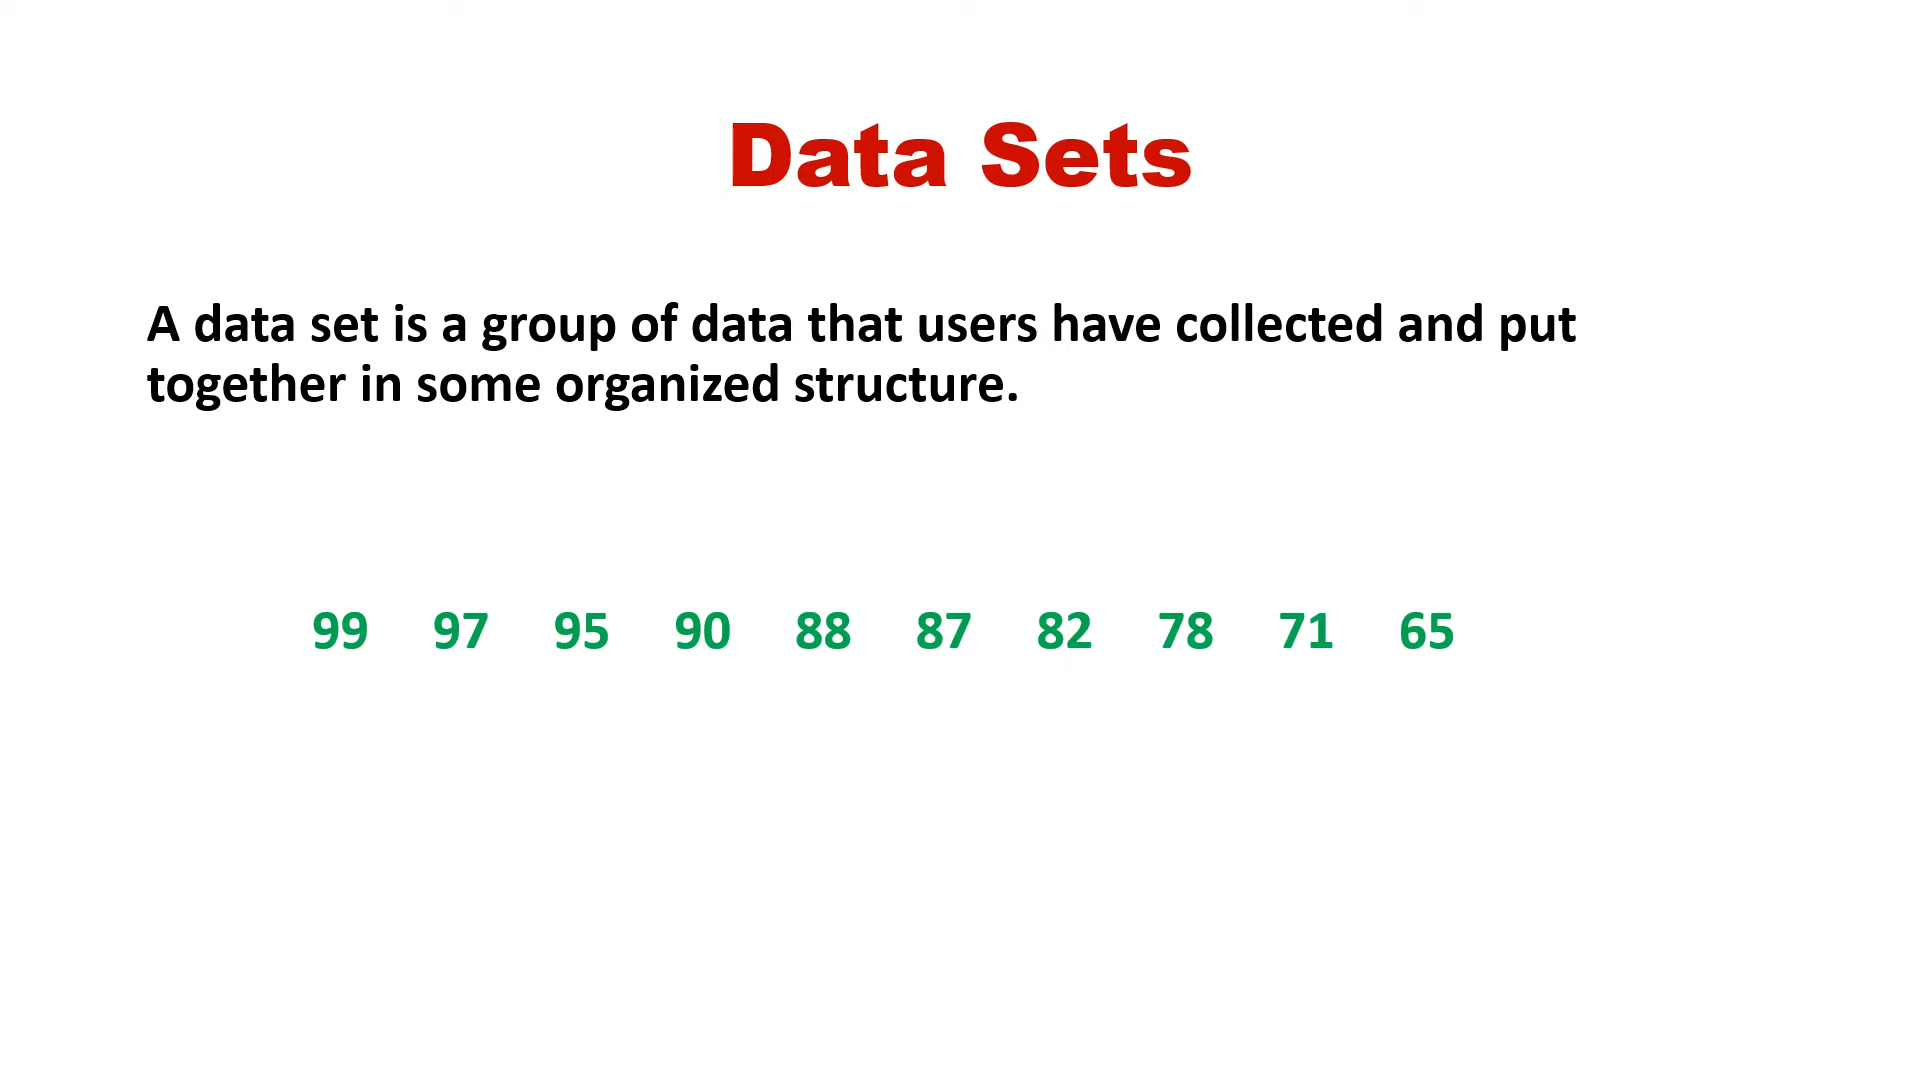 Data Sets
A data set is a group of data that users have collected and put
together in some organized structure.
99 97 95 90 88 87 82 78 71 65